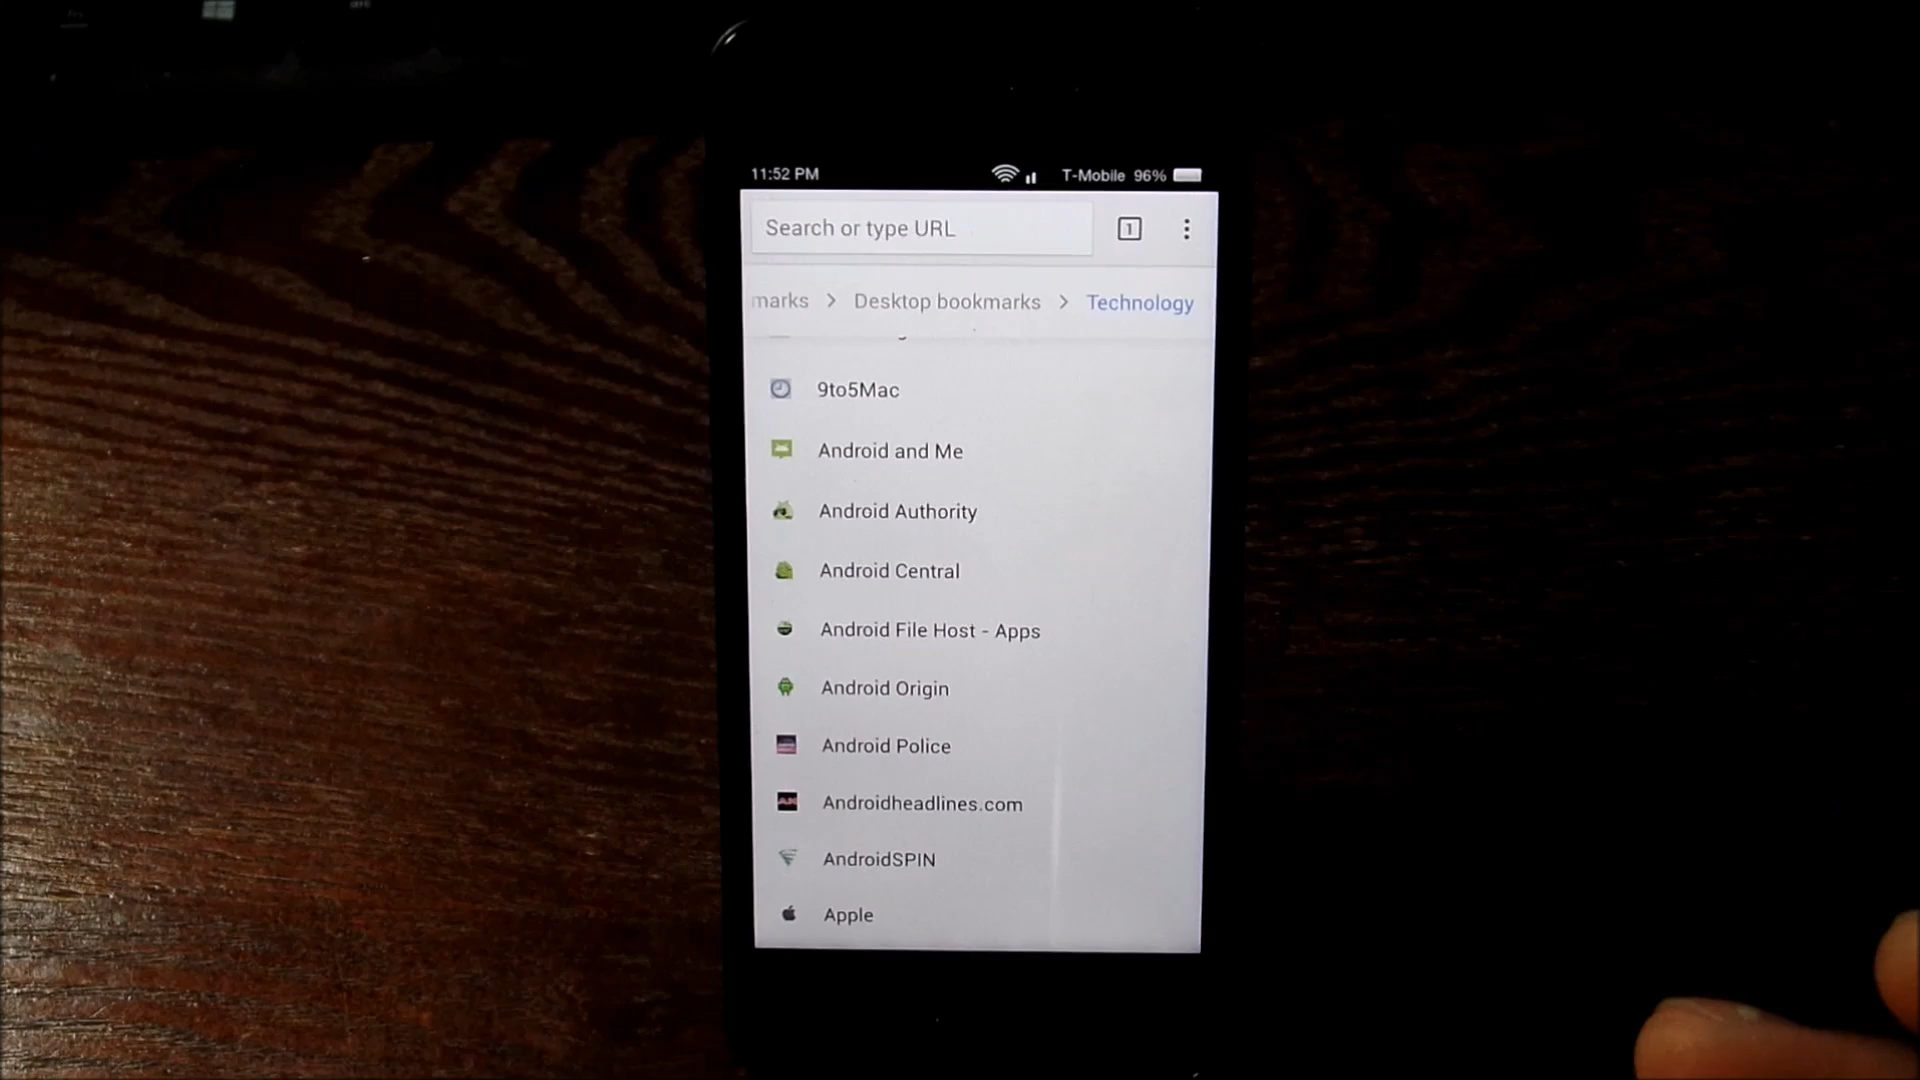 11:52 PM T-Mobile 96%
Search or type URL 1
marks > Desktop bookmarks > Technology
9to5Mac
Android and Me
Android Authority
Android Central
Android File Host - Apps
Android Origin
Android Police
Androidheadlines.com
AndroidSPIN
Apple